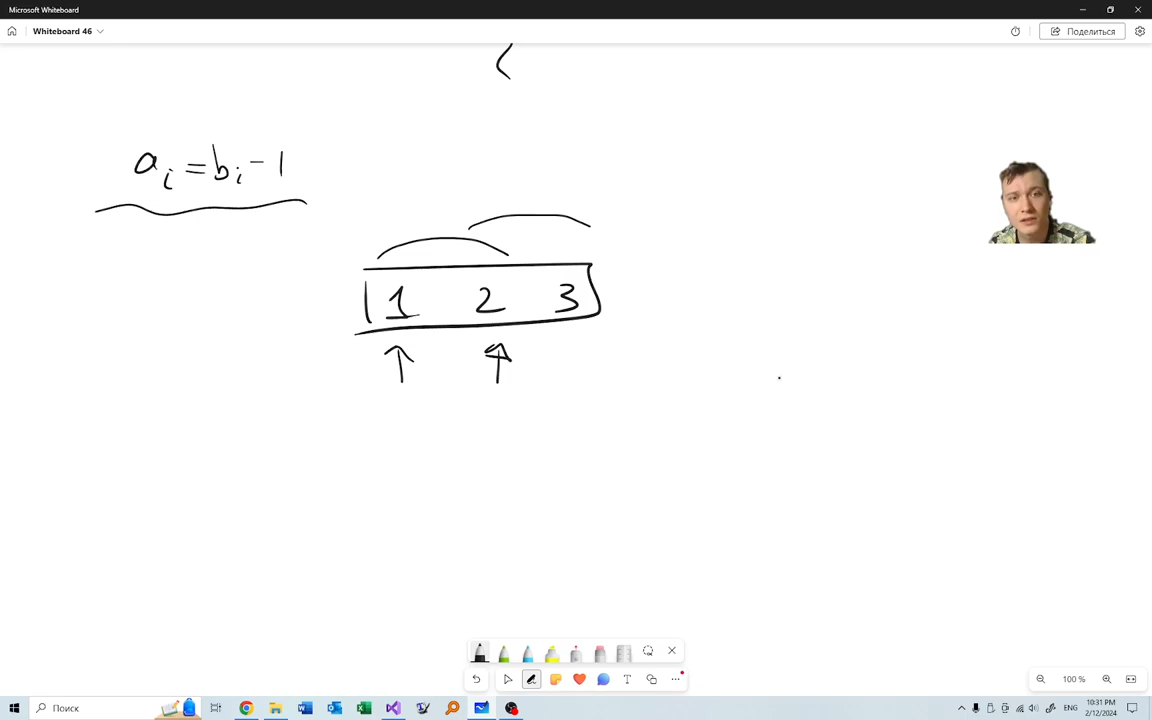 Microsoft Whiteboard
Whiteboard 46
Поделиться
a_i = b_i - 1
1 2 3
100 %
Поиск
ENG
10:31 PM
2/12/2024